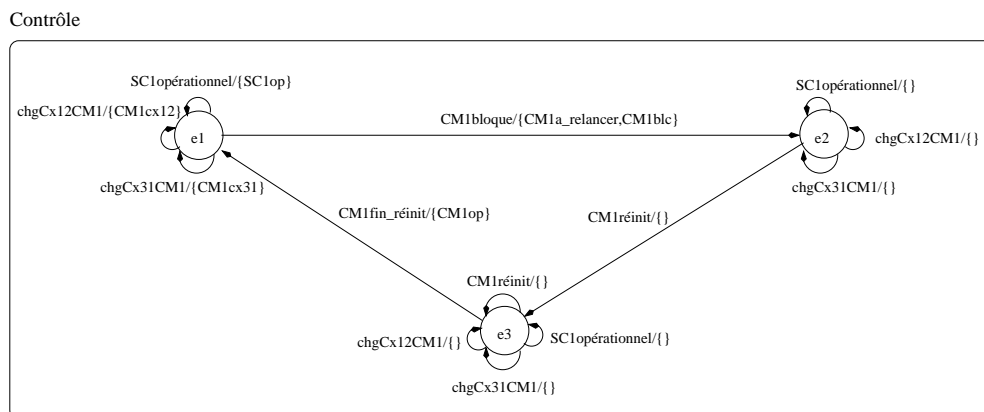 Contrôle
SC1opérationnel/{SC1op}
SC1opérationnel/{}
chgCx12CM1/{CM1cx12}
CM1bloque/{CM1a_relancer,CM1blc}
e1
e2
chgCx12CM1/{}
chgCx31CM1/{CM1cx31}
chgCx31CM1/{}
CM1fin_réinit/{CM1op}
CM1réinit/{}
CM1réinit/{}
e3
chgCx12CM1/{}
SC1opérationnel/{}
chgCx31CM1/{}